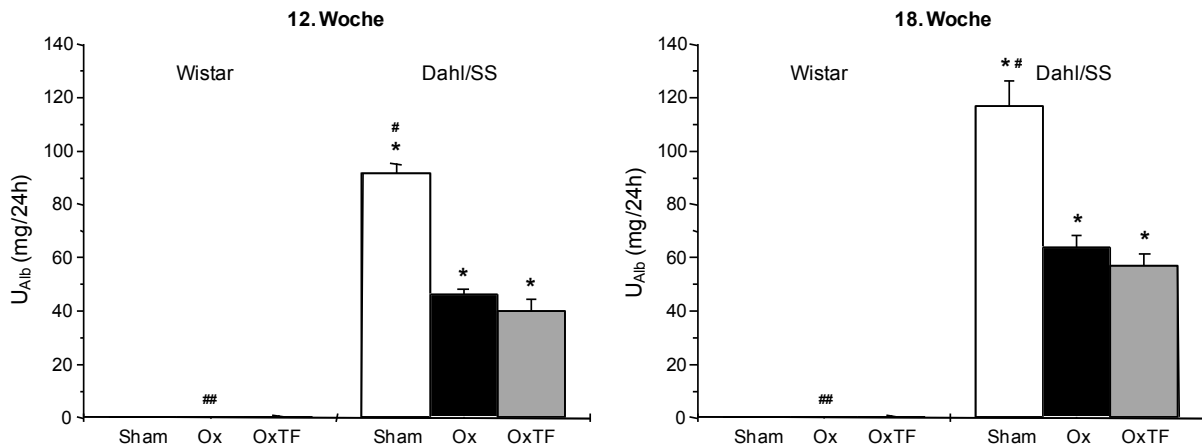 12. Woche
140
120
100
80
60
40
20
0
U_Alb (mg/24h)
Wistar
Dahl/SS
#
*
*
*
##
Sham Ox OxTF Sham Ox OxTF
18. Woche
140
120
100
80
60
40
20
0
U_Alb (mg/24h)
Wistar
Dahl/SS
* #
*
*
##
Sham Ox OxTF Sham Ox OxTF